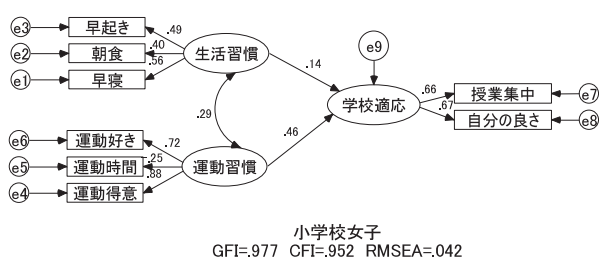 e3 早起き .49
e2 朝食 .40 生活習慣
e1 早寝 .56
.14
e9
学校適応
.66 授業集中 e7
.67 自分の良さ e8
.29
.46
e6 運動好き .72
e5 運動時間 .25 運動習慣
e4 運動得意 .88
小学校女子
GFI=.977 CFI=.952 RMSEA=.042